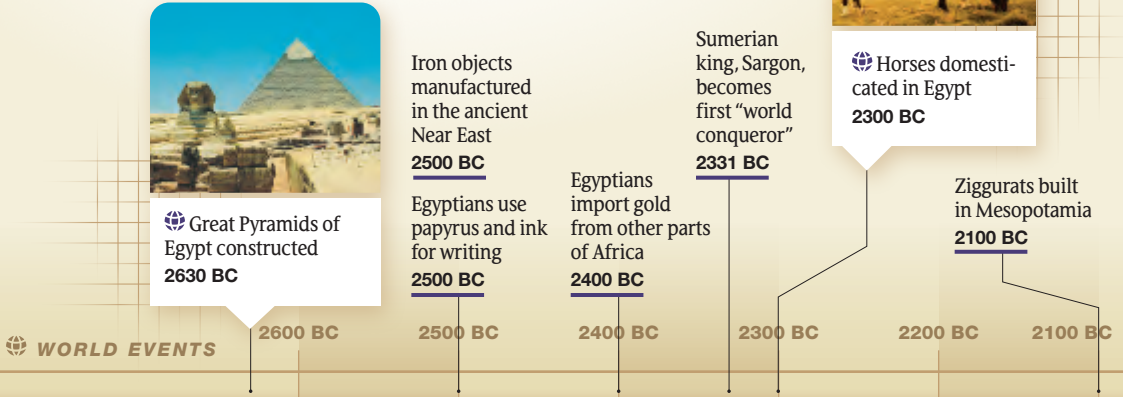 Great Pyramids of
Egypt constructed
2630 BC
Iron objects
manufactured
in the ancient
Near East
2500 BC
Egyptians use
papyrus and ink
for writing
2500 BC
Egyptians
import gold
from other parts
of Africa
2400 BC
Sumerian
king, Sargon,
becomes
first “world
conqueror”
2331 BC
Horses domesti-
cated in Egypt
2300 BC
Ziggurats built
in Mesopotamia
2100 BC
WORLD EVENTS
2600 BC
2500 BC
2400 BC
2300 BC
2200 BC
2100 BC